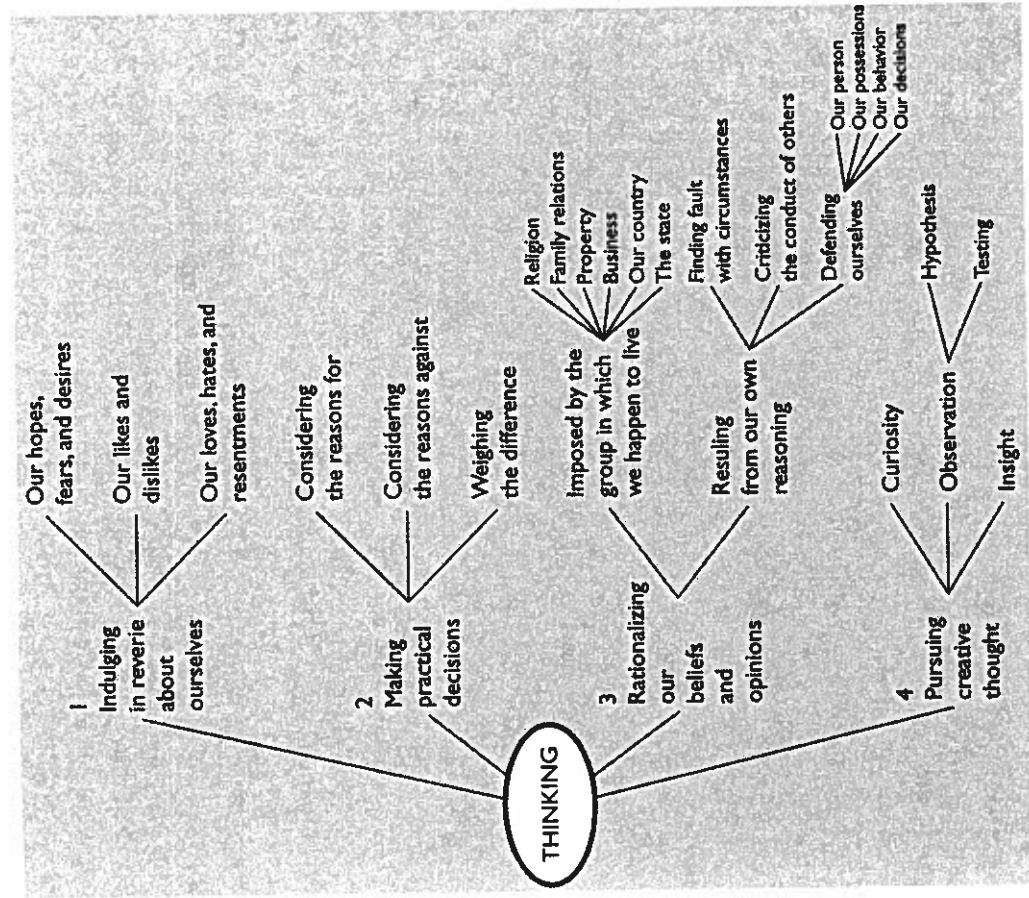 THINKING
1
Indulging
in reverie
about
ourselves
Our hopes,
fears, and desires
Our likes and
dislikes
Our loves, hates, and
resentments
2
Making
practical
decisions
Considering
the reasons for
Considering
the reasons against
Weighing
the difference
3
Rationalizing
our
beliefs
and
opinions
Imposed by the
group in which
we happen to live
Religion
Family relations
Property
Business
Our country
The state
Resuling
from our own
reasoning
Finding fault
with circumstances
Criticizing
the conduct of others
Defending
ourselves
Our person
Our possessions
Our behavior
Our decisions
4
Pursuing
creative
thought
Curiosity
Observation
Hypothesis
Testing
Insight